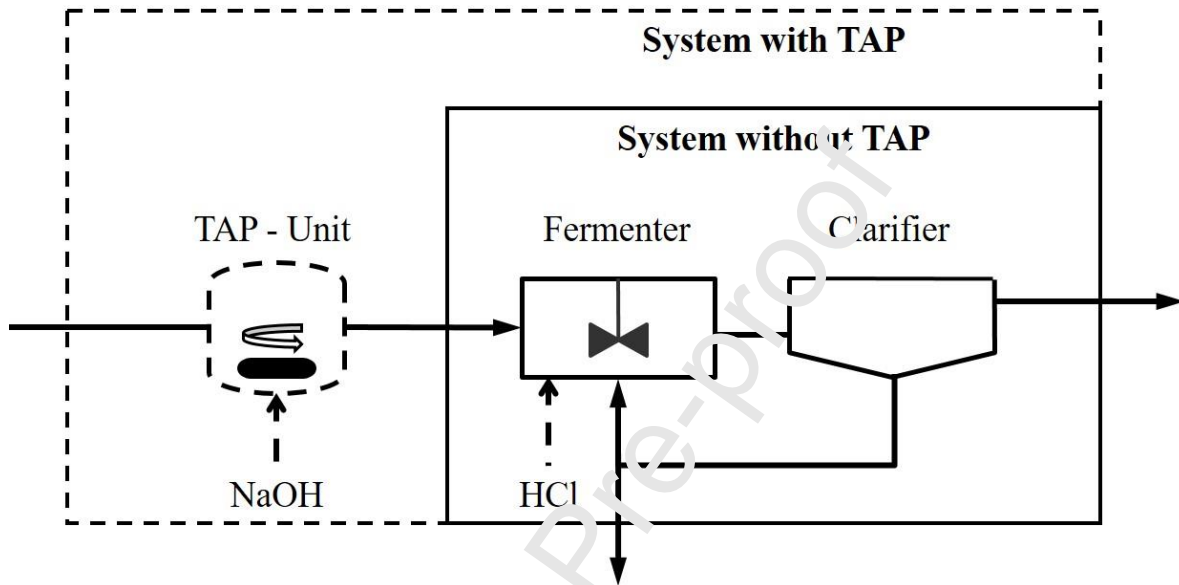 System with TAP
System without TAP
TAP - Unit
Fermenter
Clarifier
NaOH
HCl
Pre-proof